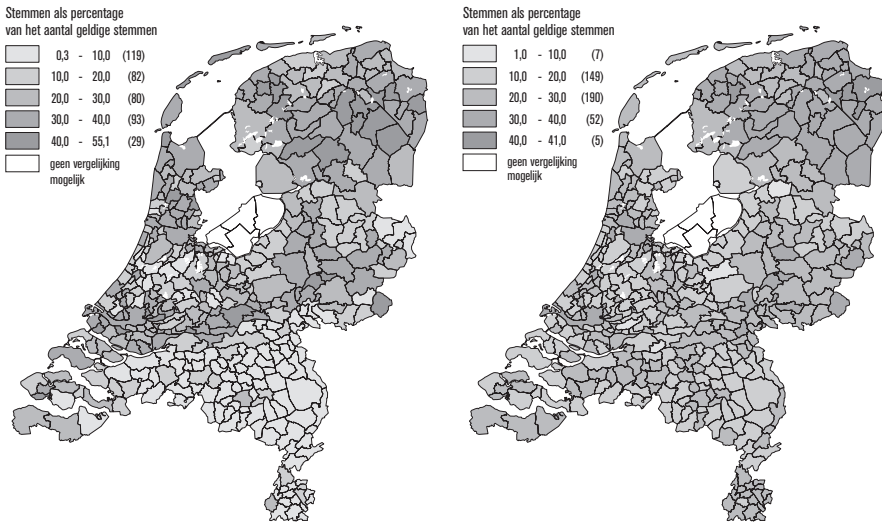 Stemmen als percentage
van het aantal geldige stemmen
0,3 - 10,0 (119)
10,0 - 20,0 (82)
20,0 - 30,0 (80)
30,0 - 40,0 (93)
40,0 - 55,1 (29)
geen vergelijking
mogelijk
Stemmen als percentage
van het aantal geldige stemmen
1,0 - 10,0 (7)
10,0 - 20,0 (149)
20,0 - 30,0 (190)
30,0 - 40,0 (52)
40,0 - 41,0 (5)
geen vergelijking
mogelijk